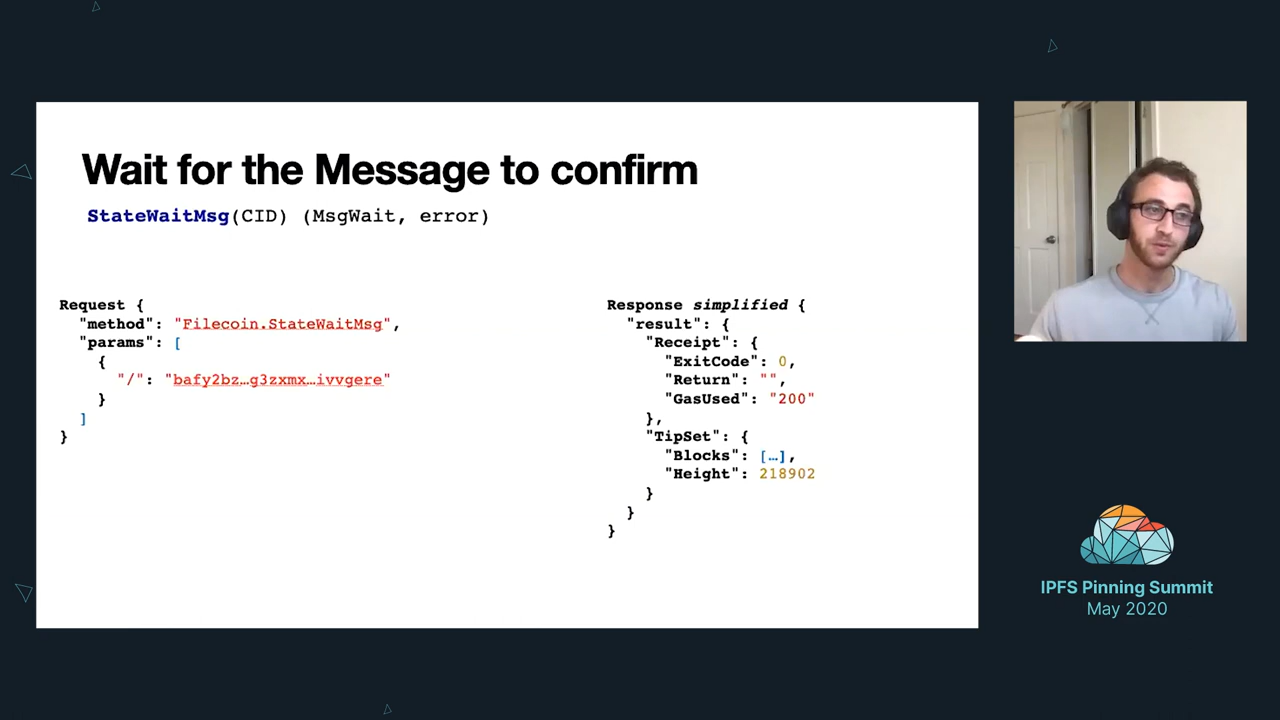 Wait for the Message to confirm
StateWaitMsg(CID) (MsgWait, error)
Request {
"method": "Filecoin.StateWaitMsg",
"params": [
{
"/": "bafy2bz…g3zxmx…ivvgere"
}
]
}
Response simplified {
"result": {
"Receipt": {
"ExitCode": 0,
"Return": "",
"GasUsed": "200"
},
"TipSet": {
"Blocks": […],
"Height": 218902
}
}
}
IPFS Pinning Summit
May 2020